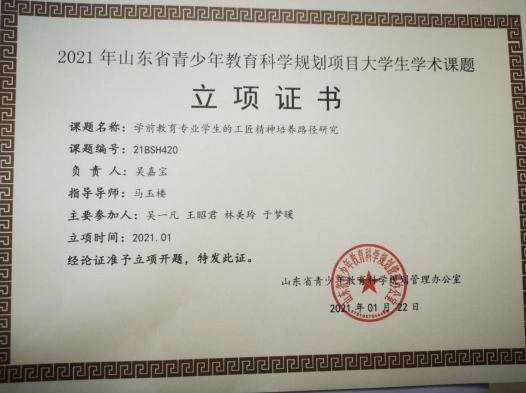 2021年山东省青少年教育科学规划项目大学生学术课题
立项证书
课题名称：学前教育专业学生的工匠精神培养路径研究
课题编号：21BSH420
负责人：吴嘉宝
指导导师：马玉楼
主要参加人：吴一凡 王昭君 林美玲 于梦暖
立项时间：2021.01
经论证准予立项开题，特发此证。
山东省青少年教育科学规划管理办公室
2021年01月22日